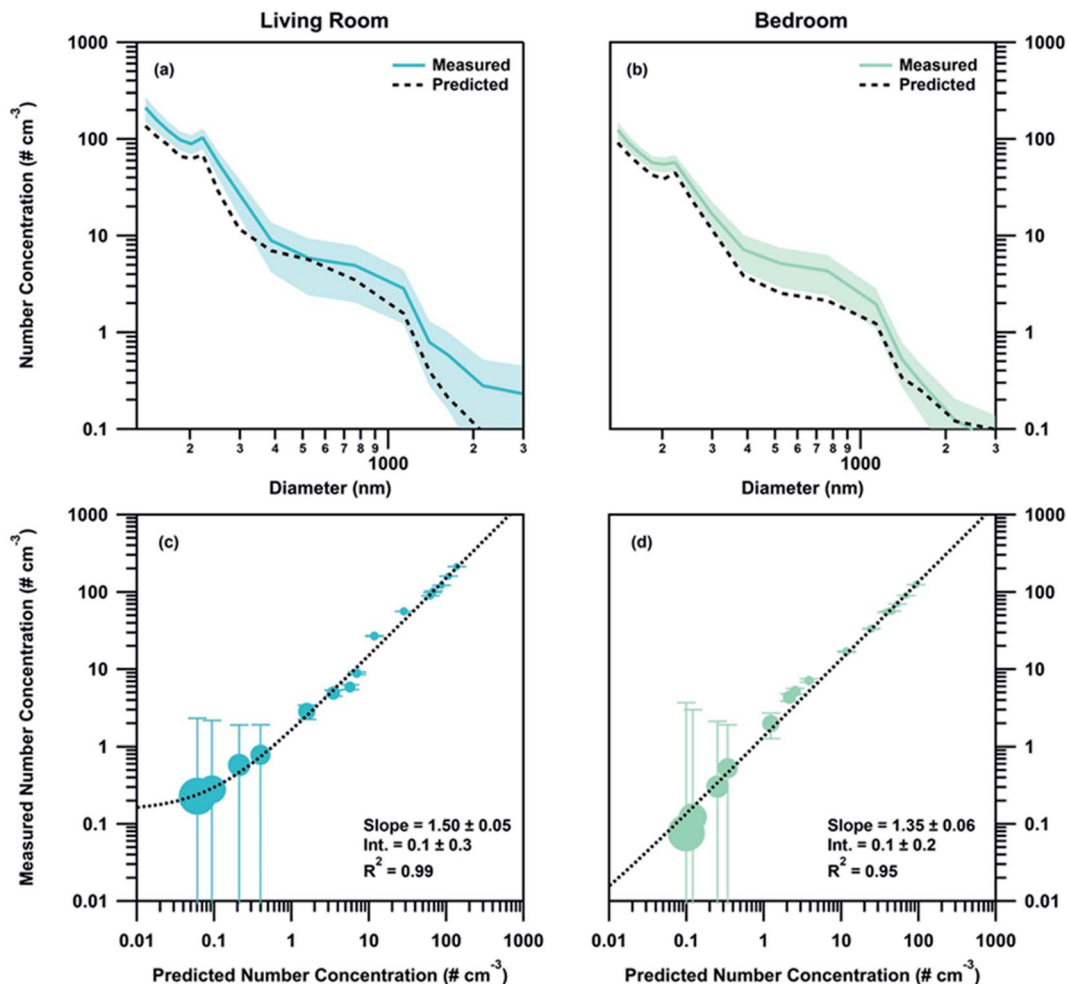 Living Room
Bedroom
Number Concentration (# cm⁻³)
1000
100
10
1
0.1
(a)
Measured
Predicted
2 3 4 5 6 7 8 9 1000 2 3
Diameter (nm)
(b)
Measured
Predicted
1000
100
10
1
0.1
2 3 4 5 6 7 8 9 1000 2 3
Diameter (nm)
Measured Number Concentration (# cm⁻³)
1000
100
10
1
0.1
0.01
(c)
Slope = 1.50 ± 0.05
Int. = 0.1 ± 0.3
R² = 0.99
0.01 0.1 1 10 100 1000
Predicted Number Concentration (# cm⁻³)
(d)
Slope = 1.35 ± 0.06
Int. = 0.1 ± 0.2
R² = 0.95
1000
100
10
1
0.1
0.01
0.01 0.1 1 10 100 1000
Predicted Number Concentration (# cm⁻³)